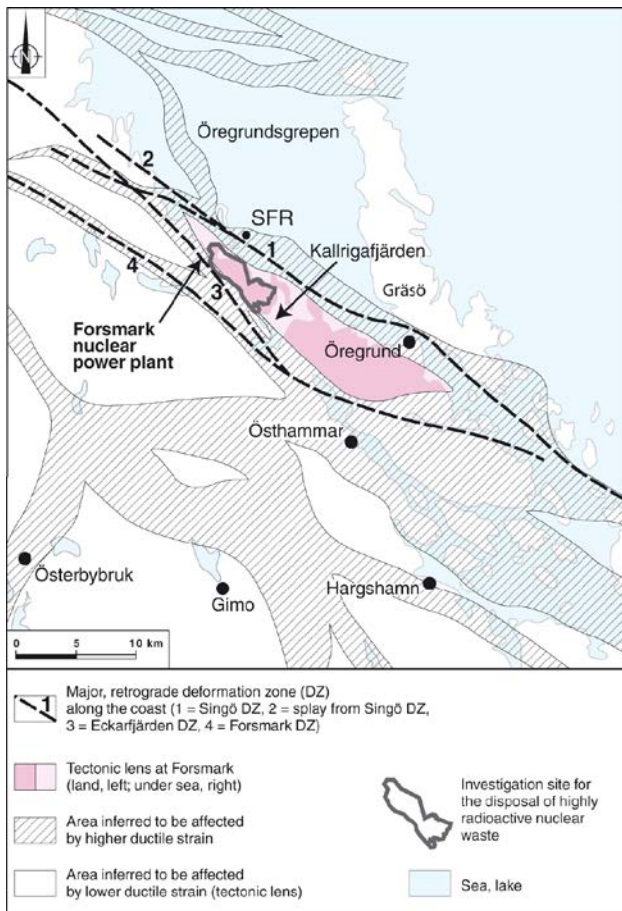 N
Öregrundsgrepen
2
SFR
1
Kallrigafjärden
4
3
Gräsö
Forsmark
nuclear
power plant
Öregrund
Östhammar
Österbybruk
Gimo
Hargshamn
0 5 10 km
1
Major, retrograde deformation zone (DZ)
along the coast (1 = Singö DZ, 2 = splay from Singö DZ,
3 = Eckarfjärden DZ, 4 = Forsmark DZ)
Tectonic lens at Forsmark
(land, left; under sea, right)
Area inferred to be affected
by higher ductile strain
Area inferred to be affected
by lower ductile strain (tectonic lens)
Investigation site for
the disposal of highly
radioactive nuclear
waste
Sea, lake